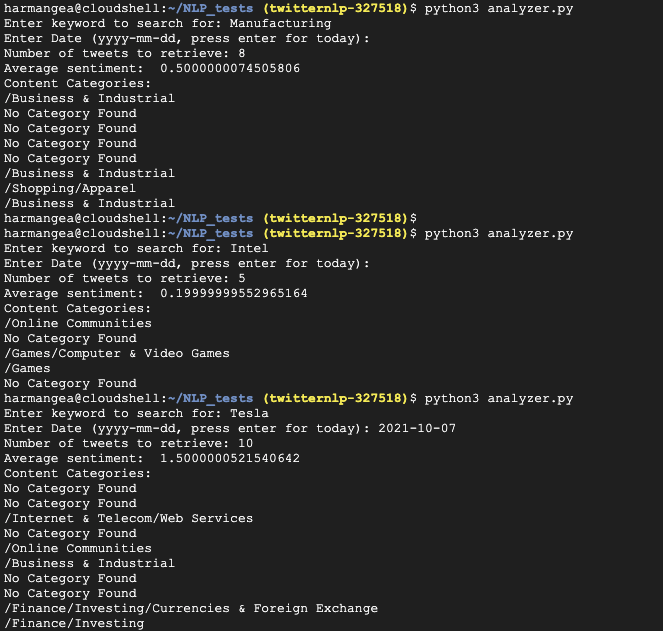 harmangea@cloudshell:~/NLP_tests (twitternlp-327518)$ python3 analyzer.py
Enter keyword to search for: Manufacturing
Enter Date (yyyy-mm-dd, press enter for today):
Number of tweets to retrieve: 8
Average sentiment:  0.5000000074505806
Content Categories:
/Business & Industrial
No Category Found
No Category Found
No Category Found
No Category Found
/Business & Industrial
/Shopping/Apparel
/Business & Industrial
harmangea@cloudshell:~/NLP_tests (twitternlp-327518)$
harmangea@cloudshell:~/NLP_tests (twitternlp-327518)$ python3 analyzer.py
Enter keyword to search for: Intel
Enter Date (yyyy-mm-dd, press enter for today):
Number of tweets to retrieve: 5
Average sentiment:  0.19999999552965164
Content Categories:
/Online Communities
No Category Found
/Games/Computer & Video Games
/Games
No Category Found
harmangea@cloudshell:~/NLP_tests (twitternlp-327518)$ python3 analyzer.py
Enter keyword to search for: Tesla
Enter Date (yyyy-mm-dd, press enter for today): 2021-10-07
Number of tweets to retrieve: 10
Average sentiment:  1.5000000521540642
Content Categories:
No Category Found
No Category Found
/Internet & Telecom/Web Services
No Category Found
/Online Communities
/Business & Industrial
No Category Found
No Category Found
/Finance/Investing/Currencies & Foreign Exchange
/Finance/Investing